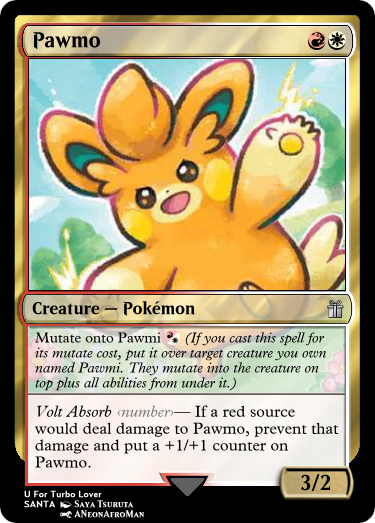 Pawmo
Creature — Pokémon
Mutate onto Pawmi (If you cast this spell for
its mutate cost, put it over target creature you own
named Pawmi. They mutate into the creature on
top plus all abilities from under it.)
Volt Absorb ‹number›— If a red source
would deal damage to Pawmo, prevent that
damage and put a +1/+1 counter on
Pawmo.
3/2
U For Turbo Lover
SANTA Saya Tsuruta
ANeonAfroMan